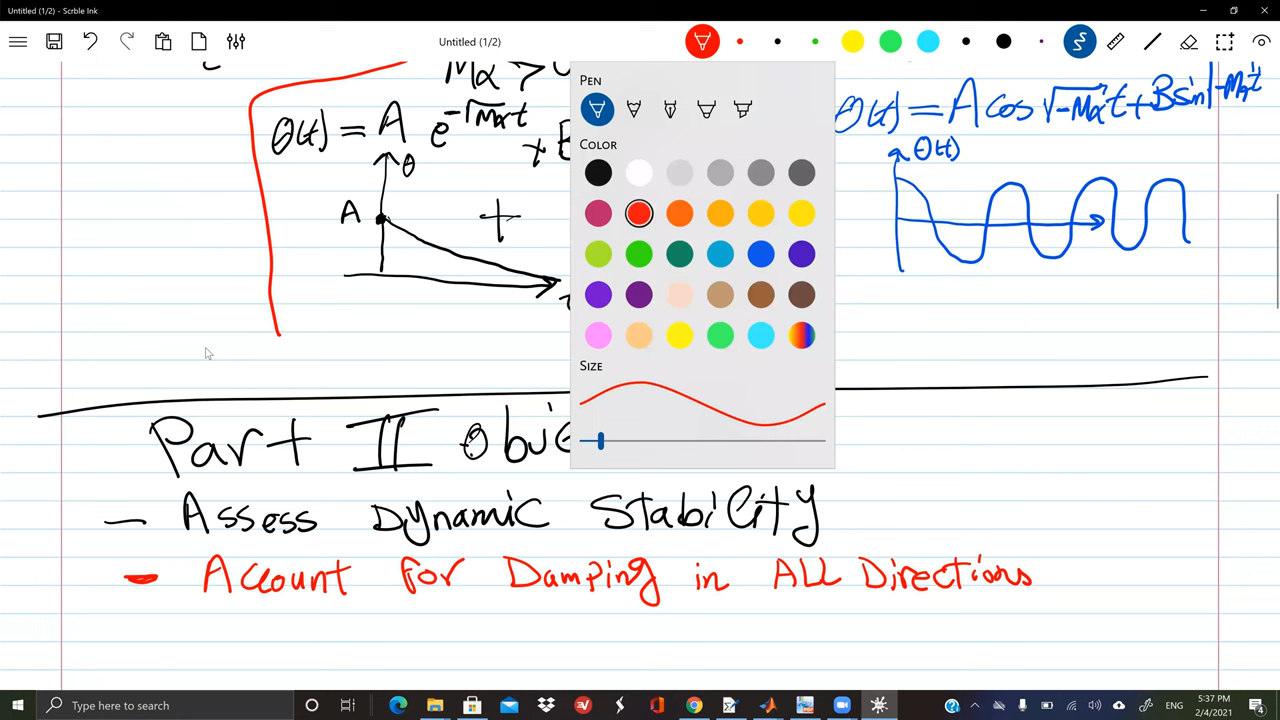 Untitled (1/2) - Scrble Ink
Untitled (1/2)
Mα > 0
θ(t) = A e^-√Mα t
+ B
θ
A
+
PEN
COLOR
SIZE
θ(t) = A cos √-Mα t + B sin √-Mα t
θ(t)
Part II Obje
- Assess Dynamic Stability
- Account for Damping in ALL Directions
Type here to search
5:37 PM
2/4/2021
4